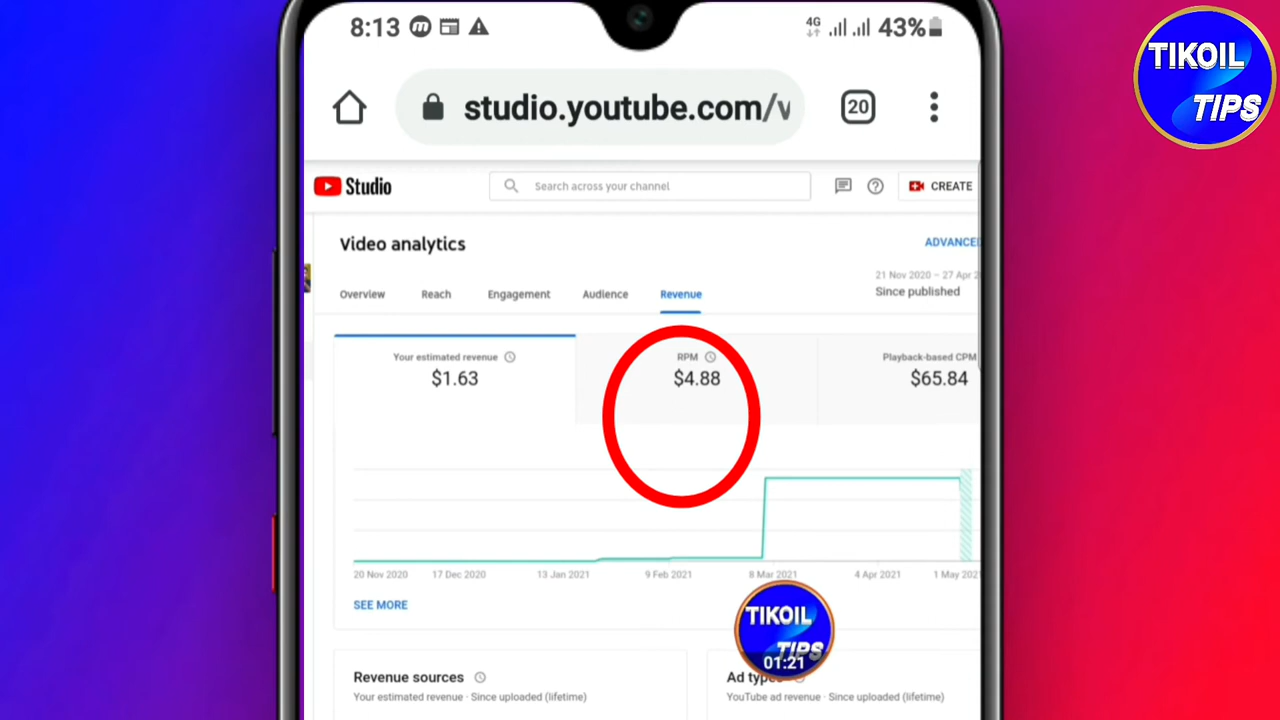 8:13
4G
43%
TIKOIL
TIPS
studio.youtube.com/v
20
Studio
Search across your channel
CREATE
Video analytics
ADVANCED
21 Nov 2020 – 27 Apr 2
Overview Reach Engagement Audience Revenue
Since published
Your estimated revenue
$1.63
RPM
$4.88
Playback-based CPM
$65.84
20 Nov 2020 17 Dec 2020 13 Jan 2021 9 Feb 2021 8 Mar 2021 4 Apr 2021 1 May 2021
SEE MORE
TIKOIL
TIPS
01:21
Revenue sources
Your estimated revenue · Since uploaded (lifetime)
Ad types
YouTube ad revenue · Since uploaded (lifetime)